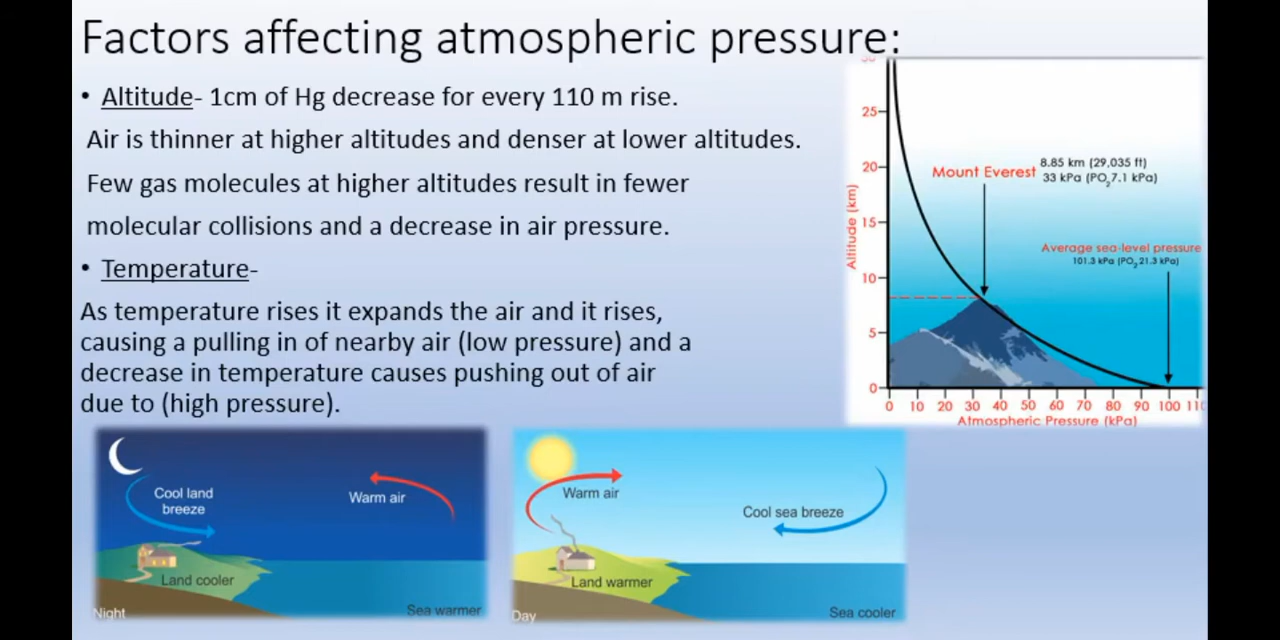 Factors affecting atmospheric pressure:
• Altitude- 1cm of Hg decrease for every 110 m rise.
Air is thinner at higher altitudes and denser at lower altitudes.
Few gas molecules at higher altitudes result in fewer
molecular collisions and a decrease in air pressure.
• Temperature-
As temperature rises it expands the air and it rises,
causing a pulling in of nearby air (low pressure) and a
decrease in temperature causes pushing out of air
due to (high pressure).
30
25
20
15
10
5
0
Altitude (km)
Mount Everest
8.85 km (29,035 ft)
33 kPa (PO2 7.1 kPa)
Average sea-level pressure
101.3 kPa (PO2 21.3 kPa)
0 10 20 30 40 50 60 70 80 90 100 11
Atmospheric Pressure (kPa)
Cool land
breeze
Warm air
Land cooler
Sea warmer
Night
Warm air
Cool sea breeze
Land warmer
Sea cooler
Day